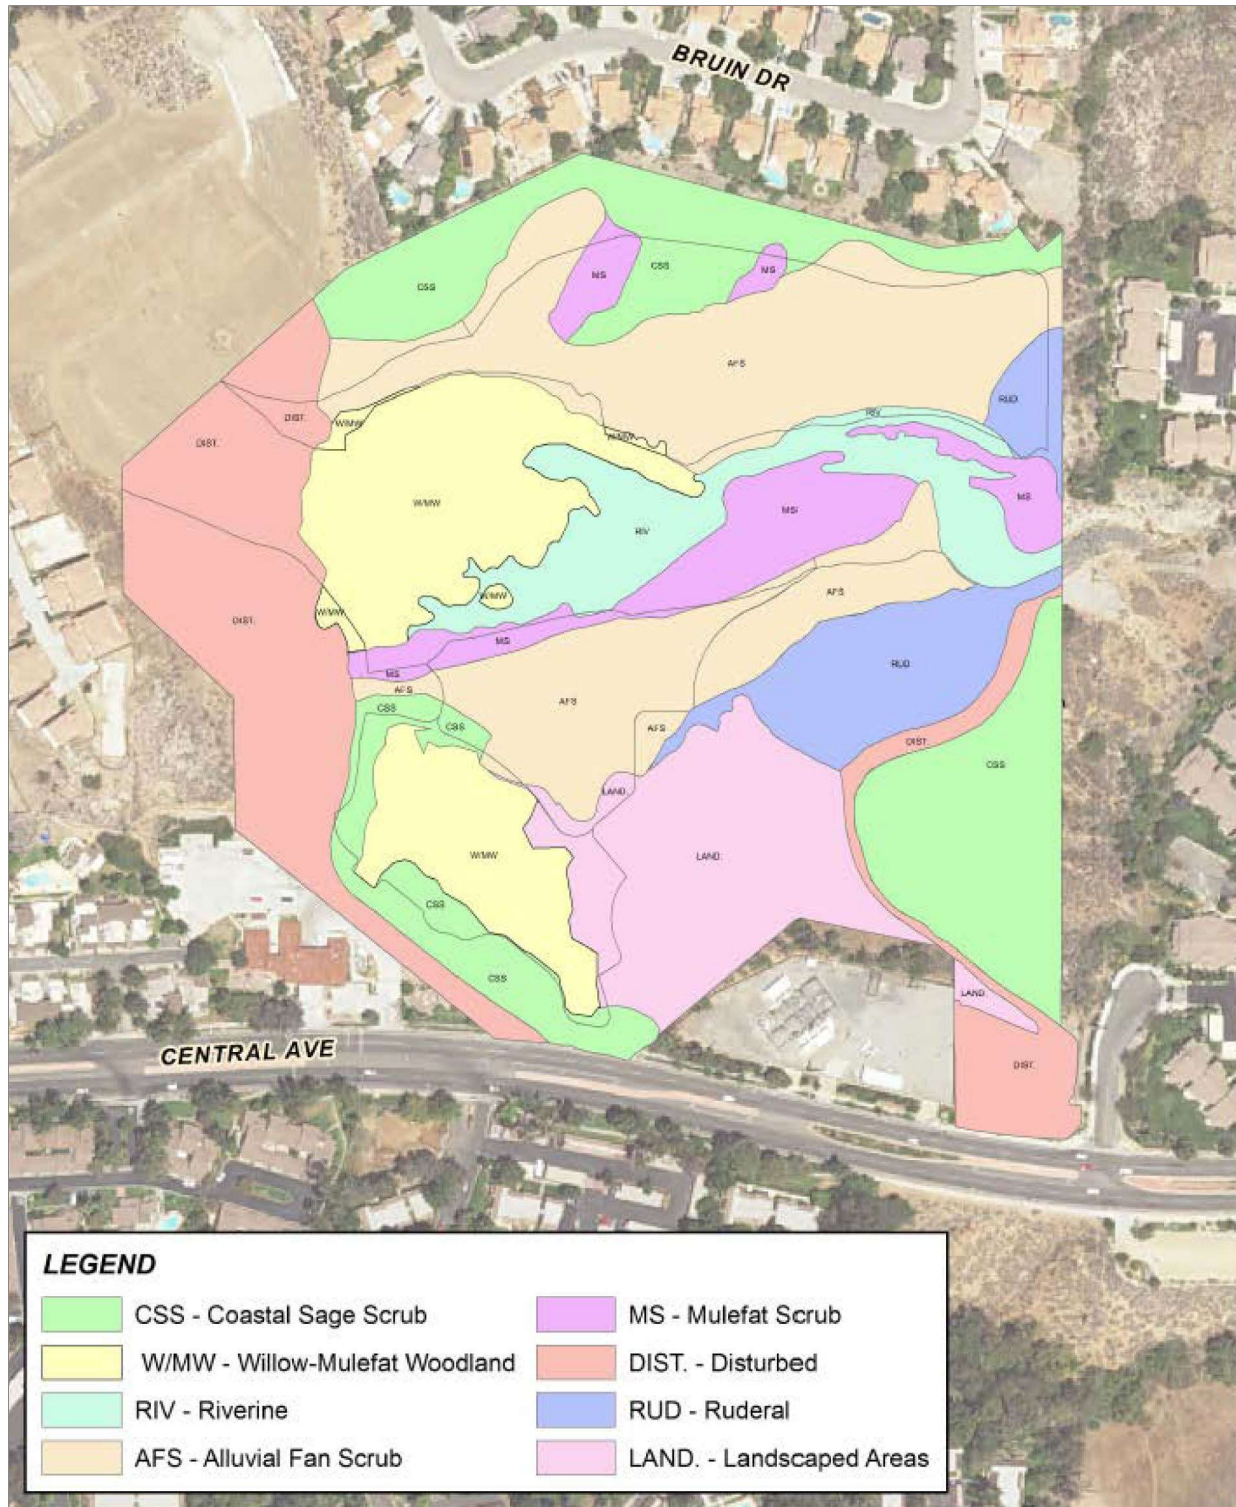 BRUIN DR
CSS
MS
CSS
MS
AFS
RUD
RIV
DIST.
W/MW
DIST.
W/MW
W/MW
MS
MS
RIV
W/MW
AFS
W/MW
DIST.
MS
RUD
MS
AFS
AFS
CSS
CSS
AFS
DIST.
CSS
LAND.
W/MW
LAND.
CSS
CSS
LAND.
CENTRAL AVE
DIST.
LEGEND
CSS - Coastal Sage Scrub
W/MW - Willow-Mulefat Woodland
RIV - Riverine
AFS - Alluvial Fan Scrub
MS - Mulefat Scrub
DIST. - Disturbed
RUD - Ruderal
LAND. - Landscaped Areas